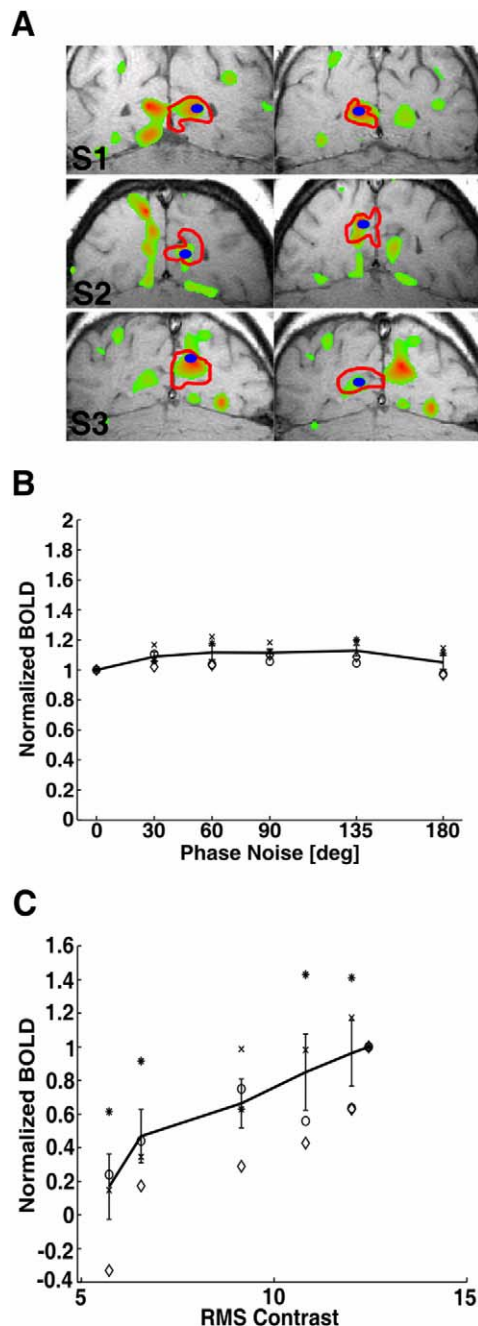 A
S1
S2
S3
B
Normalized BOLD
2
1.8
1.6
1.4
1.2
1
0.8
0.6
0.4
0.2
0
0 30 60 90 135 180
Phase Noise [deg]
C
Normalized BOLD
1.6
1.4
1.2
1
0.8
0.6
0.4
0.2
0
-0.2
-0.4
5 10 15
RMS Contrast